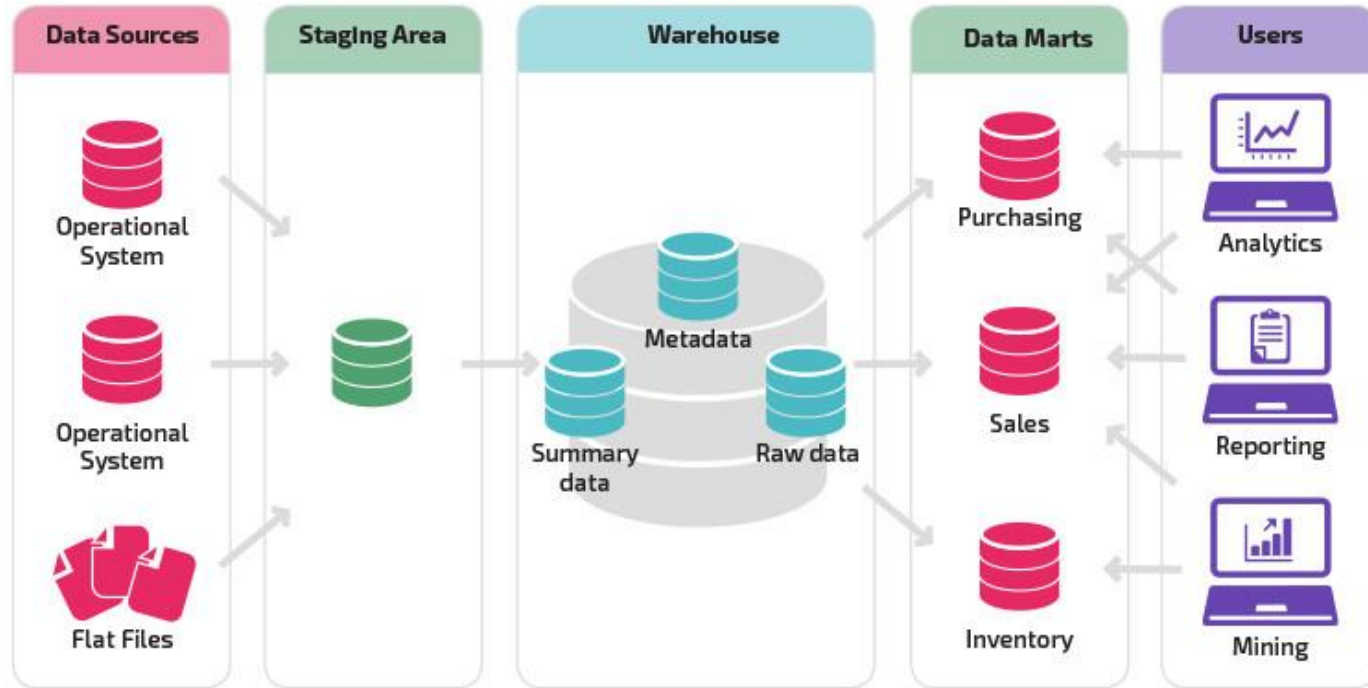 Data Sources
Staging Area
Warehouse
Data Marts
Users
Operational
System
Operational
System
Flat Files
Metadata
Summary
data
Raw data
Purchasing
Sales
Inventory
Analytics
Reporting
Mining